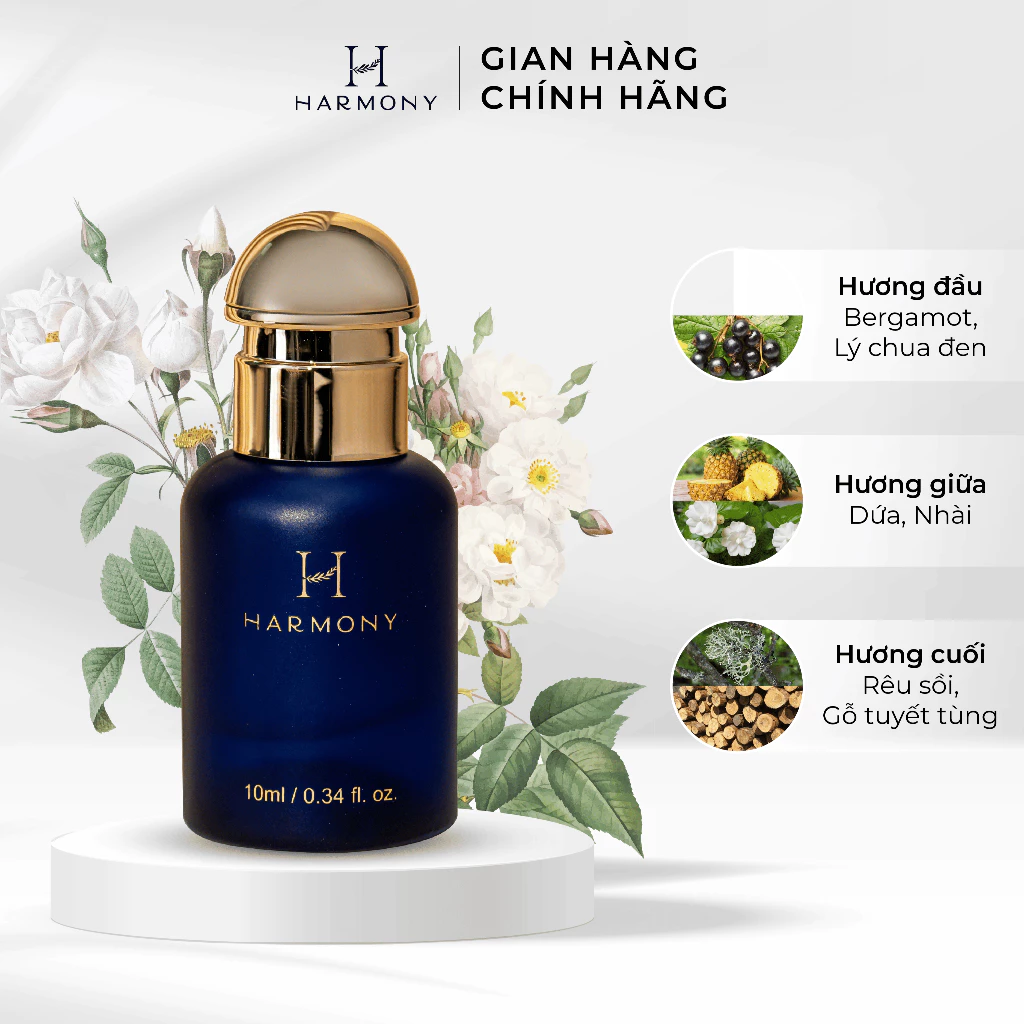 HARMONY
GIAN HÀNG
CHÍNH HÃNG
HARMONY
10ml / 0.34 fl. oz.
Hương đầu
Bergamot,
Lý chua đen
Hương giữa
Dứa, Nhài
Hương cuối
Rêu sồi,
Gỗ tuyết tùng